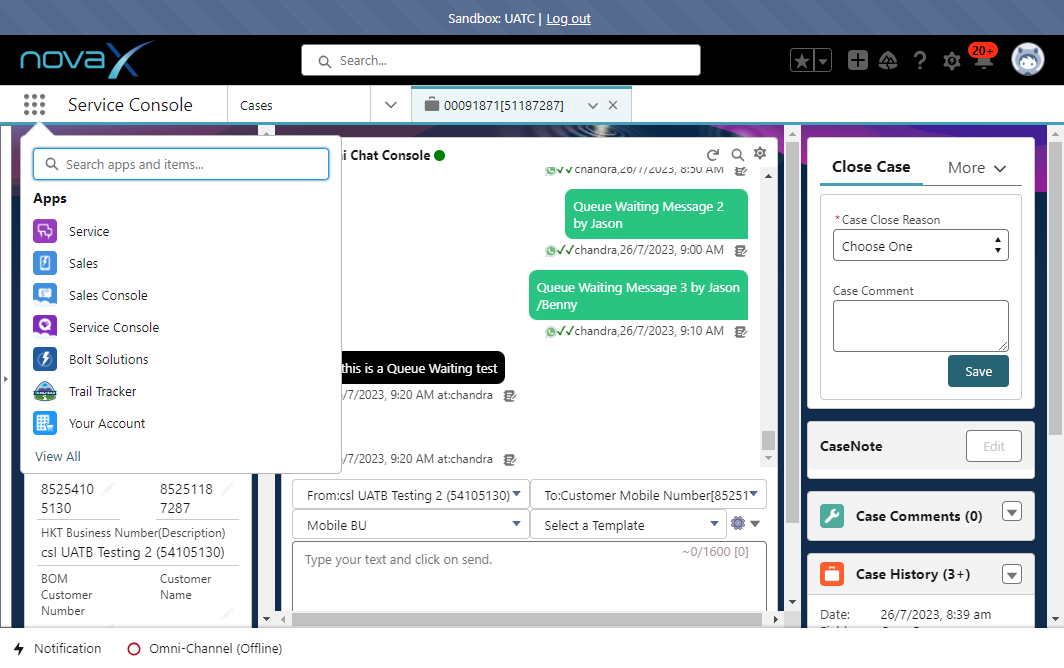 Sandbox: UATC | Log out
novaX
Search...
20+
Service Console
Cases
00091871[51187287]
Search apps and items...
Apps
Service
Sales
Sales Console
Service Console
Bolt Solutions
Trail Tracker
Your Account
View All
i Chat Console
chandra,26/7/2023, 8:50 AM
Queue Waiting Message 2
by Jason
chandra,26/7/2023, 9:00 AM
Queue Waiting Message 3 by Jason
/Benny
chandra,26/7/2023, 9:10 AM
this is a Queue Waiting test
/7/2023, 9:20 AM at:chandra
/7/2023, 9:20 AM at:chandra
From:csl UATB Testing 2 (54105130)
To:Customer Mobile Number[85251
Mobile BU
Select a Template
Type your text and click on send.
~0/1600 [0]
8525410
5130
8525118
7287
HKT Business Number(Description)
csl UATB Testing 2 (54105130)
BOM
Customer
Number
Customer
Name
Close Case
More
*Case Close Reason
Choose One
Case Comment
Save
CaseNote
Edit
Case Comments (0)
Case History (3+)
Date:
26/7/2023, 8:39 am
Notification
Omni-Channel (Offline)